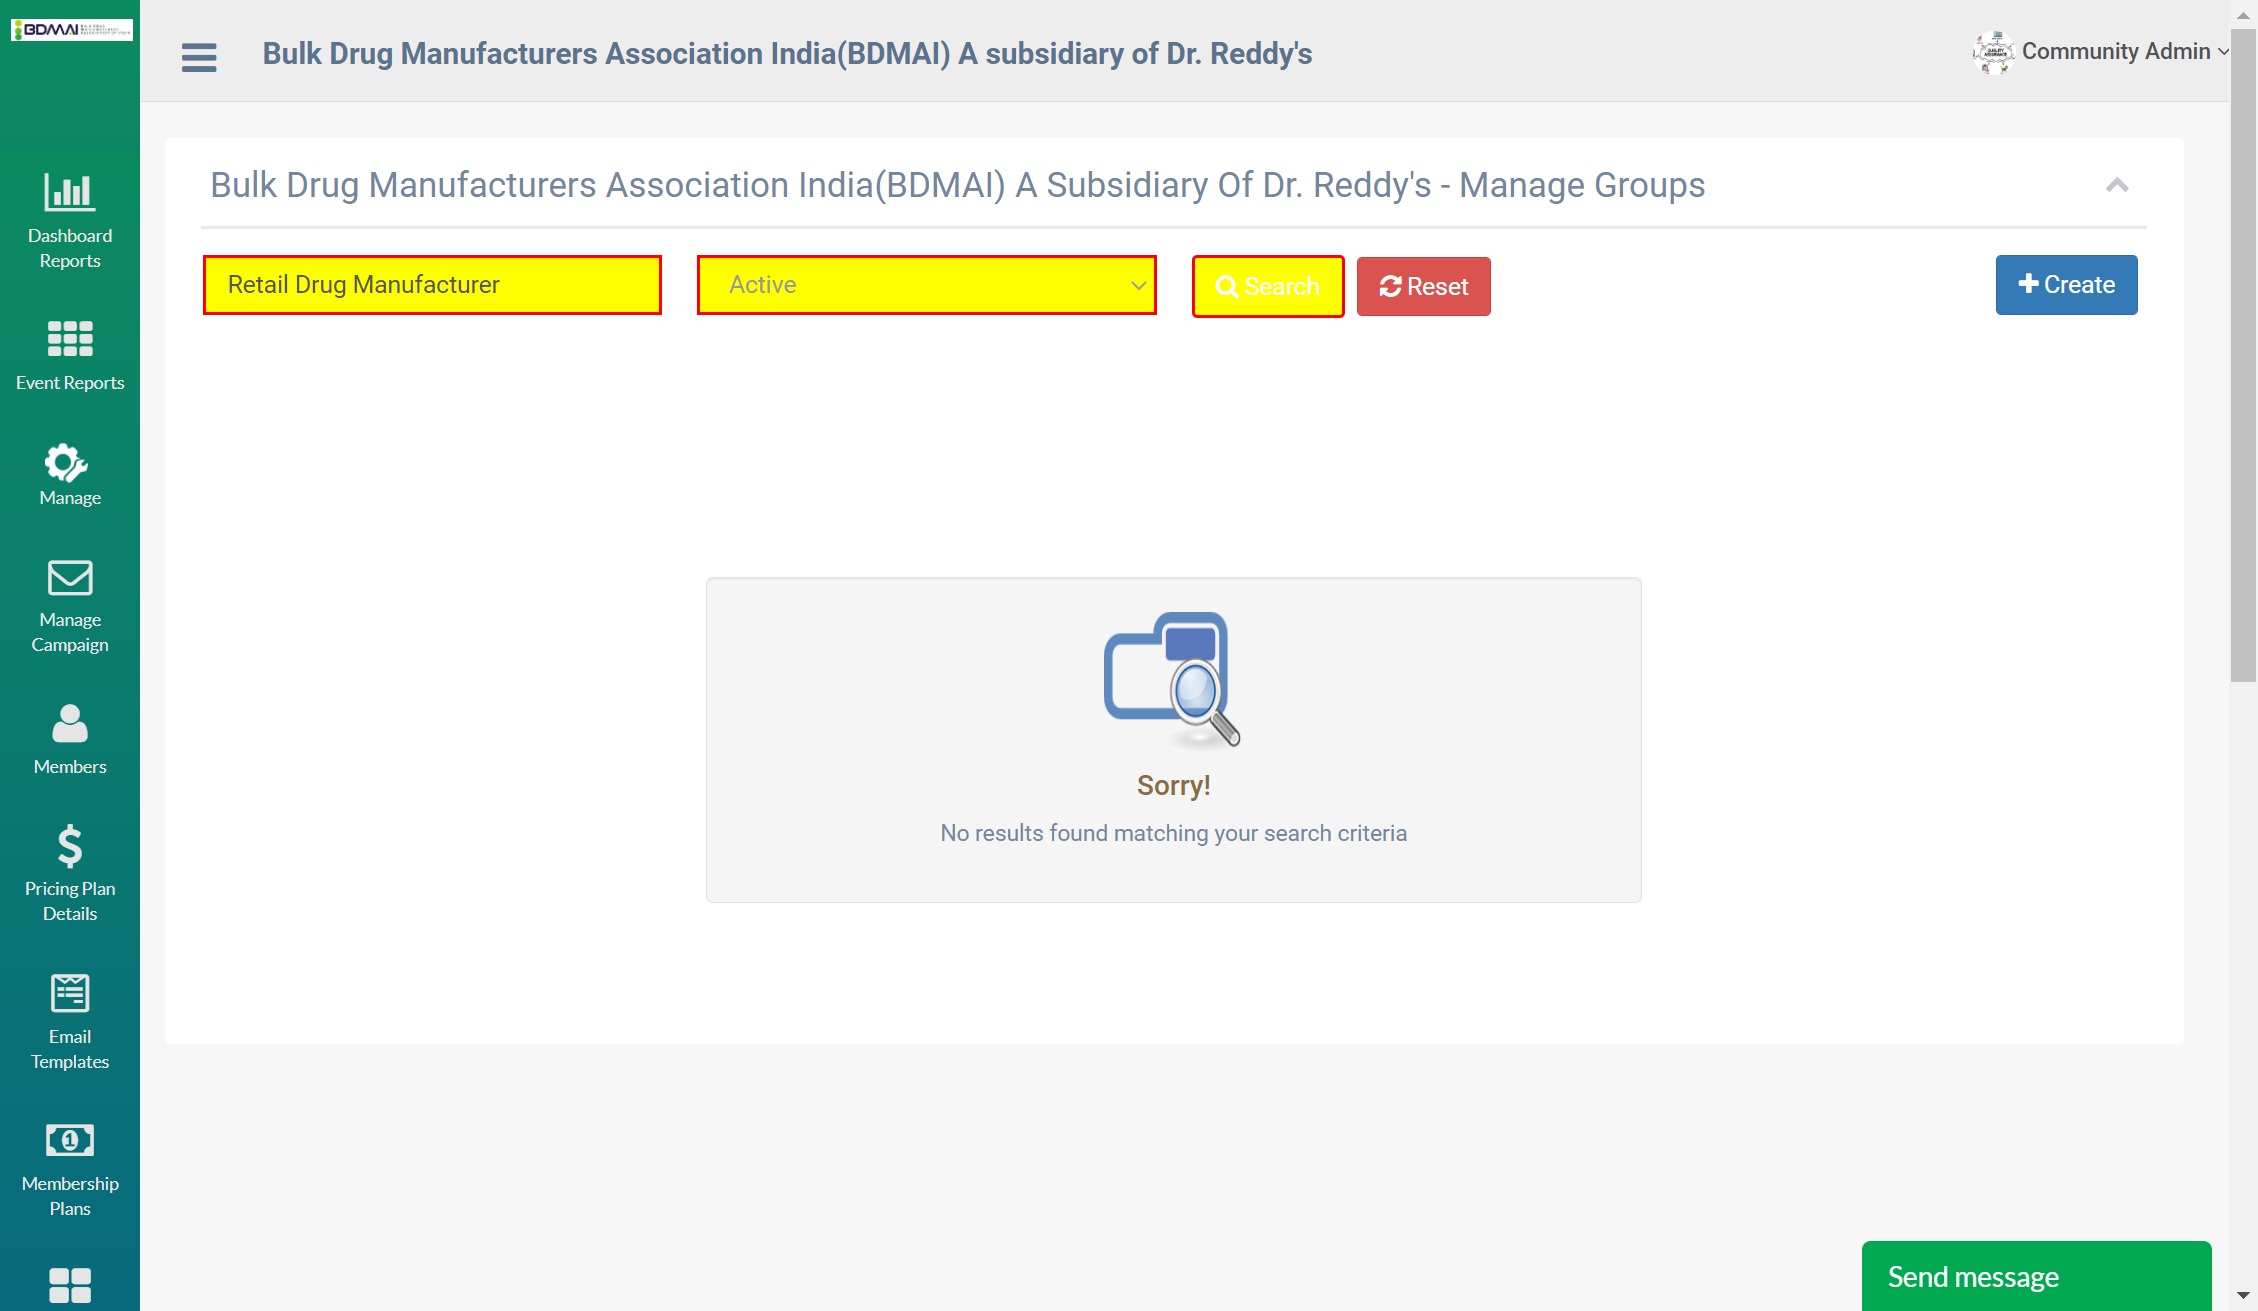 BDMAI
Bulk Drug Manufacturers Association India(BDMAI) A subsidiary of Dr. Reddy's
Community Admin
Bulk Drug Manufacturers Association India(BDMAI) A Subsidiary Of Dr. Reddy's - Manage Groups
Retail Drug Manufacturer
Active
Search
Reset
Create
Dashboard
Reports
Event Reports
Manage
Manage
Campaign
Members
Pricing Plan
Details
Email
Templates
Membership
Plans
Sorry!
No results found matching your search criteria
Send message